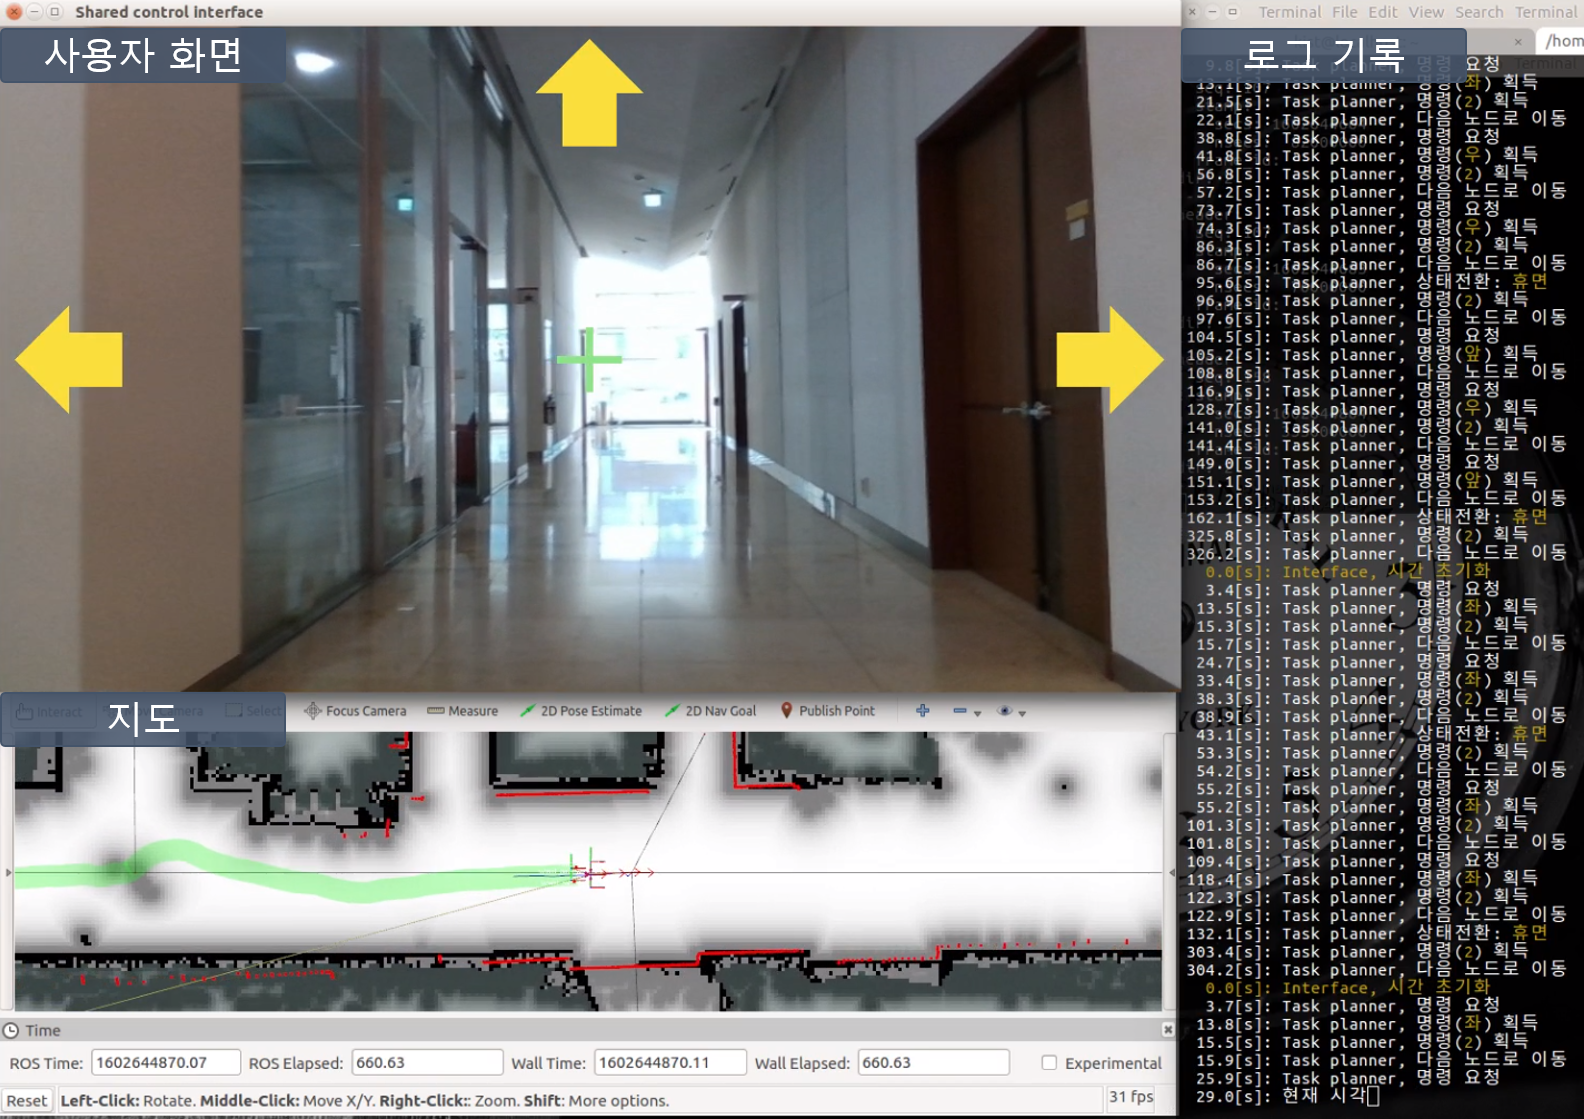 Shared control interface
사용자 화면
지도
Interact
Select
Focus Camera
Measure
2D Pose Estimate
2D Nav Goal
Publish Point
Time
ROS Time: 1602644870.07 ROS Elapsed: 660.63 Wall Time: 1602644870.11 Wall Elapsed: 660.63 Experimental
Reset Left-Click: Rotate. Middle-Click: Move X/Y. Right-Click:: Zoom. Shift: More options. 31 fps
Terminal File Edit View Search Terminal
/hom
로그 기록
9.8[s]: Task planner, 명령 요청
13.1[s]: Task planner, 명령(좌) 획득
21.5[s]: Task planner, 명령(2) 획득
22.1[s]: Task planner, 다음 노드로 이동
38.8[s]: Task planner, 명령 요청
41.8[s]: Task planner, 명령(우) 획득
56.8[s]: Task planner, 명령(2) 획득
57.2[s]: Task planner, 다음 노드로 이동
73.7[s]: Task planner, 명령 요청
74.3[s]: Task planner, 명령(우) 획득
86.3[s]: Task planner, 명령(2) 획득
86.7[s]: Task planner, 다음 노드로 이동
95.6[s]: Task planner, 상태전환: 휴면
96.9[s]: Task planner, 명령(2) 획득
97.6[s]: Task planner, 다음 노드로 이동
104.5[s]: Task planner, 명령 요청
105.2[s]: Task planner, 명령(앞) 획득
108.8[s]: Task planner, 다음 노드로 이동
116.9[s]: Task planner, 명령 요청
128.7[s]: Task planner, 명령(우) 획득
141.0[s]: Task planner, 명령(2) 획득
141.4[s]: Task planner, 다음 노드로 이동
149.0[s]: Task planner, 명령 요청
151.1[s]: Task planner, 명령(앞) 획득
153.2[s]: Task planner, 다음 노드로 이동
162.1[s]: Task planner, 상태전환: 휴면
325.8[s]: Task planner, 명령(2) 획득
326.2[s]: Task planner, 다음 노드로 이동
0.0[s]: Interface, 시간 초기화
3.4[s]: Task planner, 명령 요청
13.5[s]: Task planner, 명령(좌) 획득
15.3[s]: Task planner, 명령(2) 획득
15.7[s]: Task planner, 다음 노드로 이동
24.7[s]: Task planner, 명령 요청
33.4[s]: Task planner, 명령(좌) 획득
38.3[s]: Task planner, 명령(2) 획득
38.9[s]: Task planner, 다음 노드로 이동
43.1[s]: Task planner, 상태전환: 휴면
53.3[s]: Task planner, 명령(2) 획득
54.2[s]: Task planner, 다음 노드로 이동
55.2[s]: Task planner, 명령 요청
55.2[s]: Task planner, 명령(좌) 획득
101.3[s]: Task planner, 명령(2) 획득
101.8[s]: Task planner, 다음 노드로 이동
109.4[s]: Task planner, 명령 요청
118.4[s]: Task planner, 명령(좌) 획득
122.3[s]: Task planner, 명령(2) 획득
122.9[s]: Task planner, 다음 노드로 이동
132.1[s]: Task planner, 상태전환: 휴면
303.4[s]: Task planner, 명령(2) 획득
304.2[s]: Task planner, 다음 노드로 이동
0.0[s]: Interface, 시간 초기화
3.7[s]: Task planner, 명령 요청
13.8[s]: Task planner, 명령(좌) 획득
15.5[s]: Task planner, 명령(2) 획득
15.9[s]: Task planner, 다음 노드로 이동
25.9[s]: Task planner, 명령 요청
29.0[s]: 현재 시각